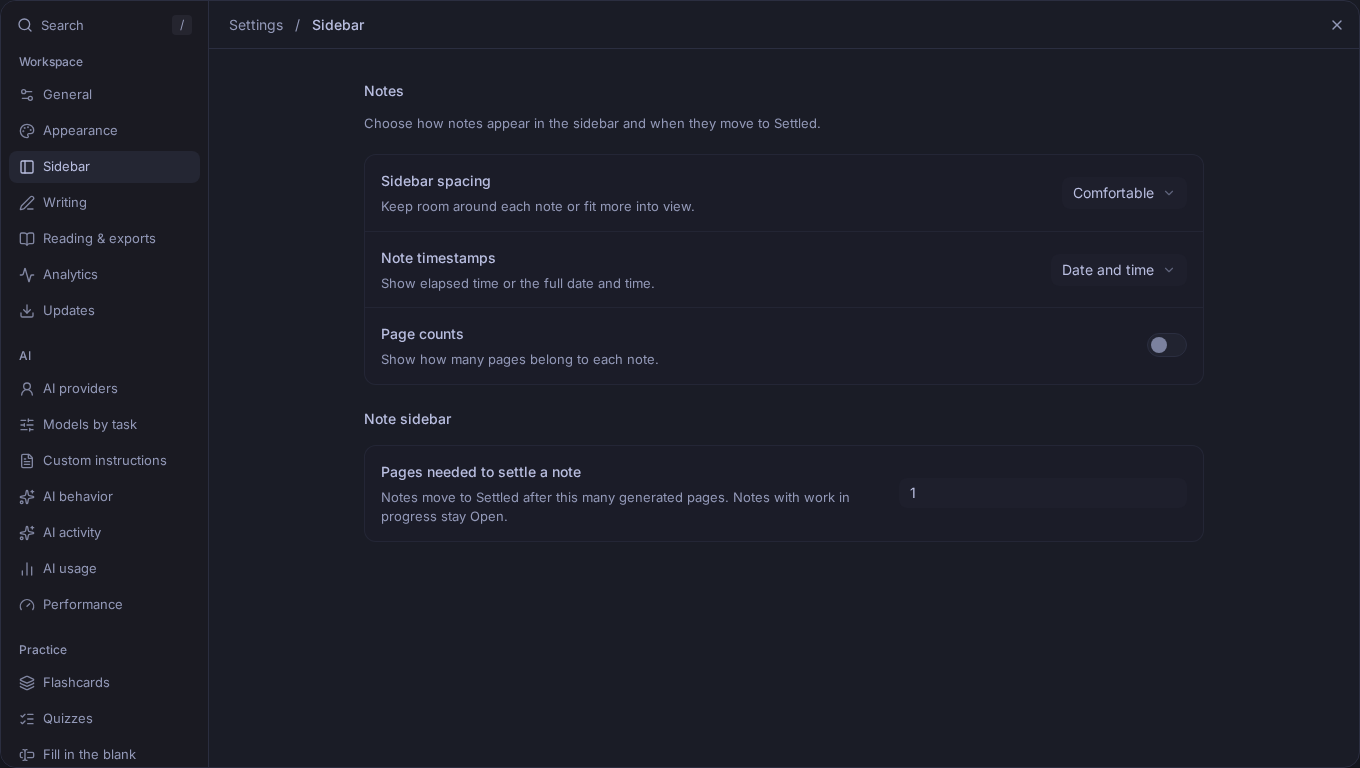 Search
/
Settings / Sidebar
Workspace
General
Appearance
Sidebar
Writing
Reading & exports
Analytics
Updates
AI
AI providers
Models by task
Custom instructions
AI behavior
AI activity
AI usage
Performance
Practice
Flashcards
Quizzes
Fill in the blank
Notes
Choose how notes appear in the sidebar and when they move to Settled.
Sidebar spacing
Keep room around each note or fit more into view.
Comfortable
Note timestamps
Show elapsed time or the full date and time.
Date and time
Page counts
Show how many pages belong to each note.
Note sidebar
Pages needed to settle a note
Notes move to Settled after this many generated pages. Notes with work in
progress stay Open.
1